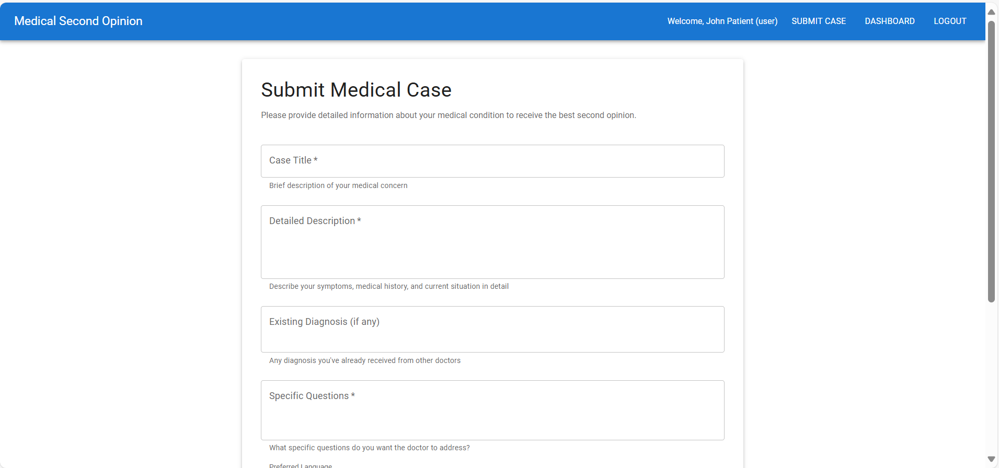 Medical Second Opinion
Welcome, John Patient (user) SUBMIT CASE DASHBOARD LOGOUT
Submit Medical Case
Please provide detailed information about your medical condition to receive the best second opinion.
Case Title *
Brief description of your medical concern
Detailed Description *
Describe your symptoms, medical history, and current situation in detail
Existing Diagnosis (if any)
Any diagnosis you've already received from other doctors
Specific Questions *
What specific questions do you want the doctor to address?
Preferred Language